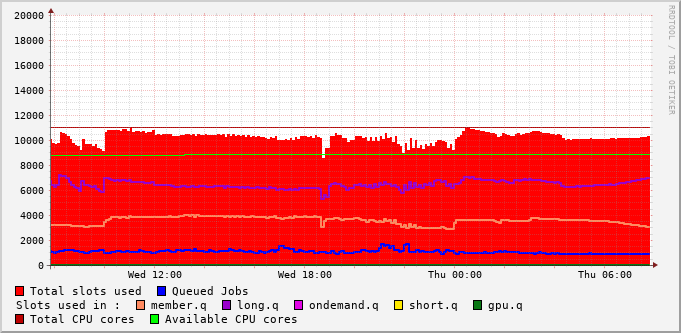 20000
18000
16000
14000
12000
10000
8000
6000
4000
2000
0
Wed 12:00 Wed 18:00 Thu 00:00 Thu 06:00
RRDTOOL / TOBI OETIKER
Total slots used Queued Jobs
Slots used in : member.q long.q ondemand.q short.q gpu.q
Total CPU cores Available CPU cores